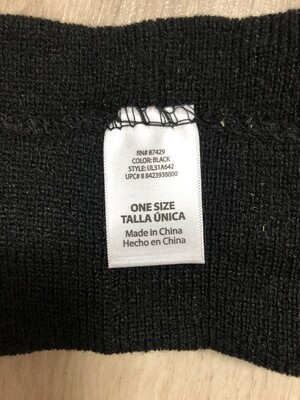 RN# 87429
COLOR: BLACK
STYLE: UL31A642
UPC# 8 8423938800
ONE SIZE
TALLA ÚNICA
Made in China
Hecho en China